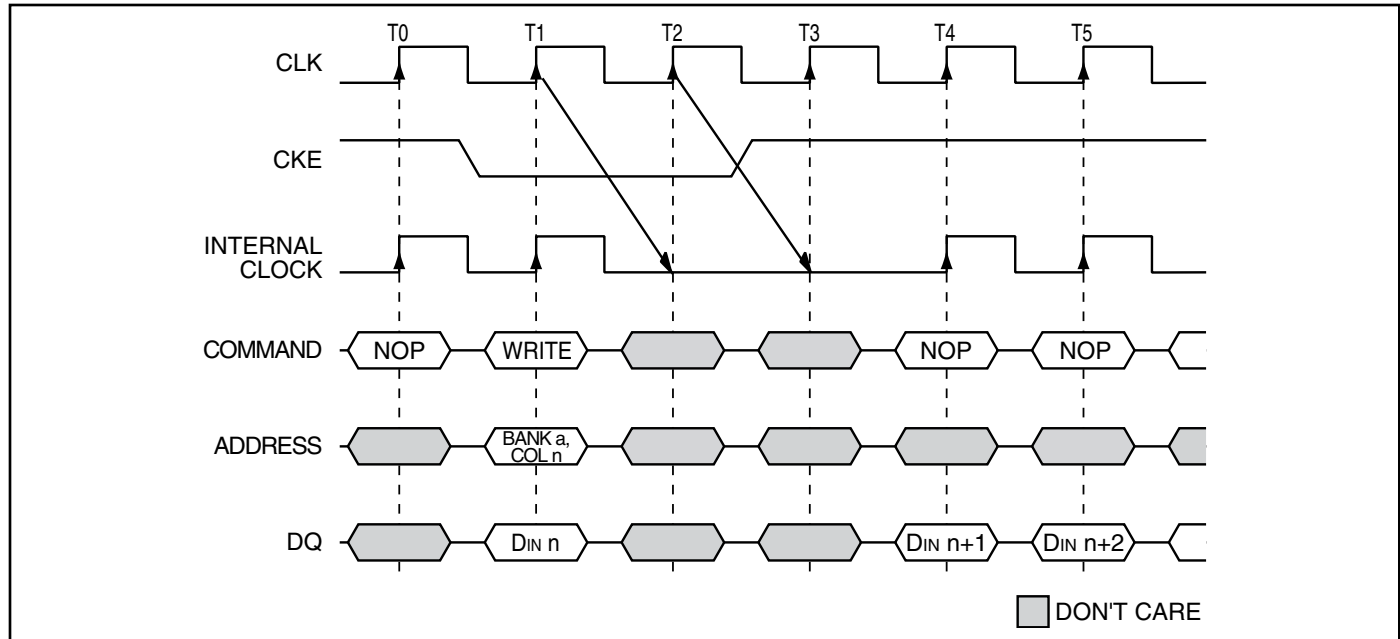 T0 T1 T2 T3 T4 T5
CLK
CKE
INTERNAL
CLOCK
COMMAND NOP WRITE NOP NOP
ADDRESS BANK a,
COL n
DQ DIN n DIN n+1 DIN n+2
DON'T CARE